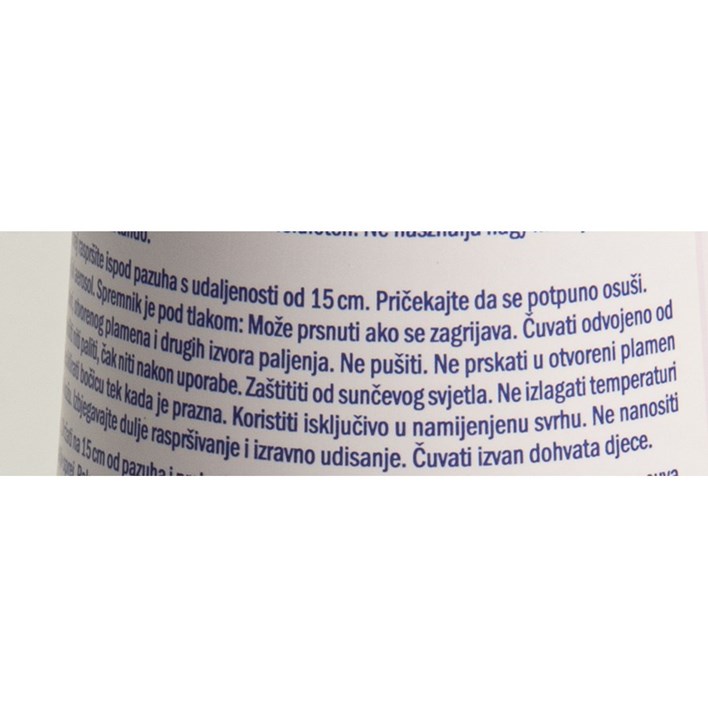 raspršite ispod pazuha s udaljenosti od 15 cm. Pričekajte da se potpuno osuši.
aerosol. Spremnik je pod tlakom: Može prsnuti ako se zagrijava. Čuvati odvojeno od
otvorenog plamena i drugih izvora paljenja. Ne pušiti. Ne prskati u otvoreni plamen
niti paliti, čak niti nakon uporabe. Zaštititi od sunčevog svjetla. Ne izlagati temperaturi
bočicu tek kada je prazna. Koristiti isključivo u namijenjenu svrhu. Ne nanositi
Izbjegavajte dulje raspršivanje i izravno udisanje. Čuvati izvan dohvata djece.
na 15 cm od pazuha i